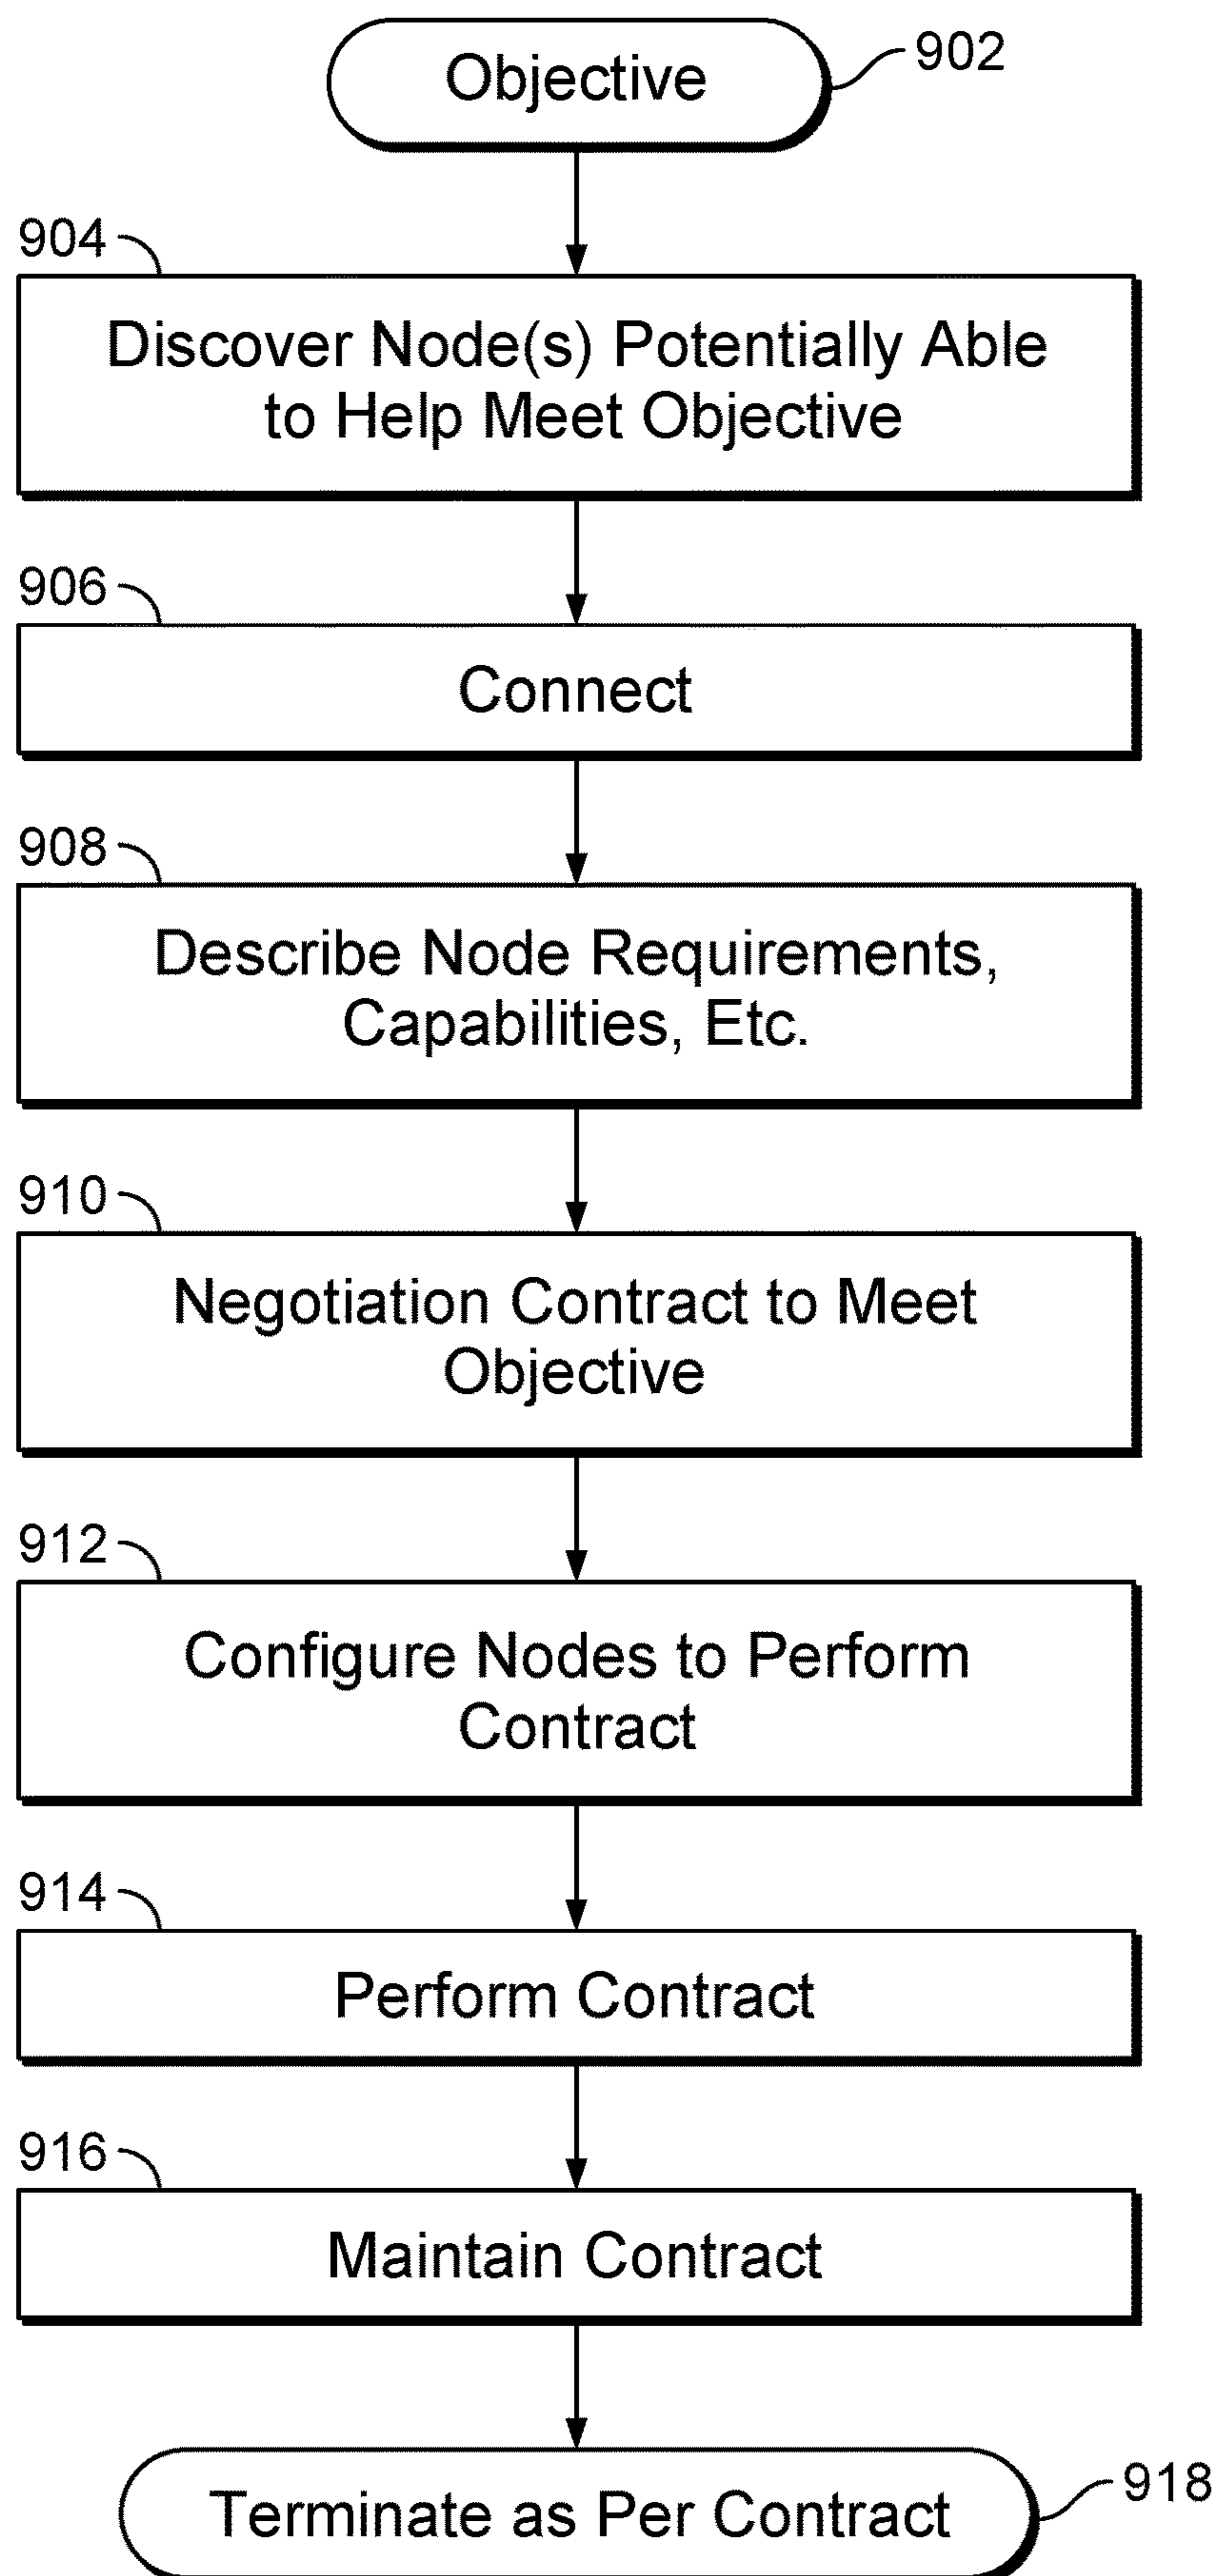 Objective
902
904
Discover Node(s) Potentially Able
to Help Meet Objective
906
Connect
908
Describe Node Requirements,
Capabilities, Etc.
910
Negotiation Contract to Meet
Objective
912
Configure Nodes to Perform
Contract
914
Perform Contract
916
Maintain Contract
Terminate as Per Contract
918